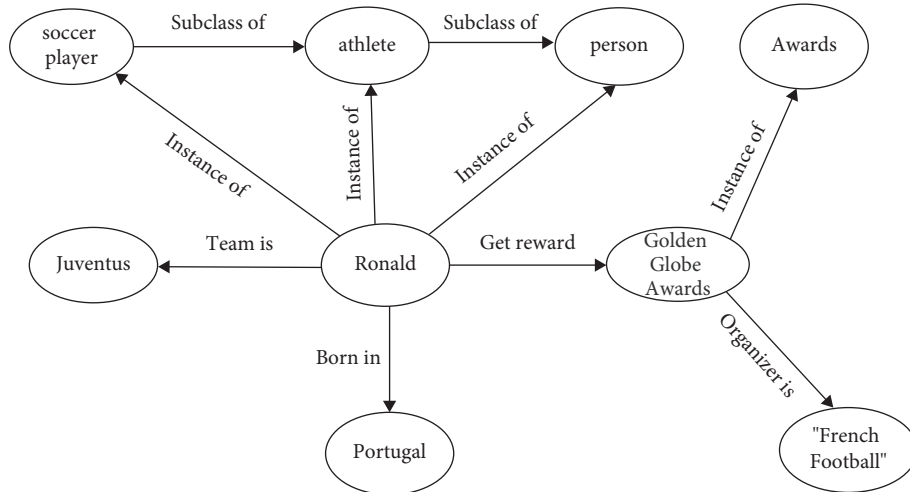 soccer
player
Subclass of
athlete
Subclass of
person
Awards
Instance of
Instance of
Instance of
Instance of
Juventus
Team is
Ronald
Get reward
Golden
Globe
Awards
Born in
Organizer is
Portugal
"French
Football"